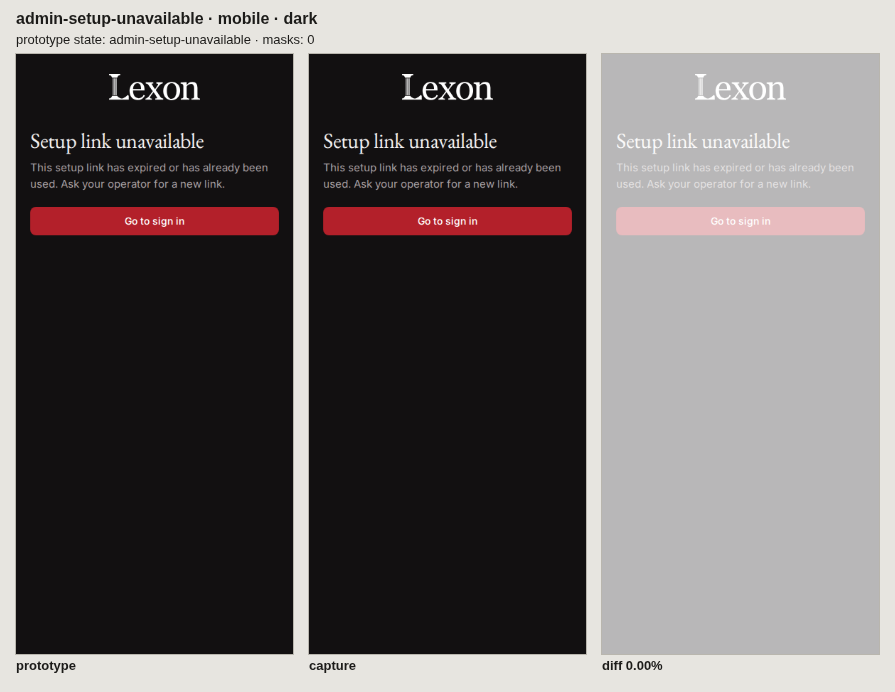 admin-setup-unavailable · mobile · dark
prototype state: admin-setup-unavailable · masks: 0
Lexon
Setup link unavailable
This setup link has expired or has already been
used. Ask your operator for a new link.
Go to sign in
prototype
Lexon
Setup link unavailable
This setup link has expired or has already been
used. Ask your operator for a new link.
Go to sign in
capture
Lexon
Setup link unavailable
This setup link has expired or has already been
used. Ask your operator for a new link.
Go to sign in
diff 0.00%